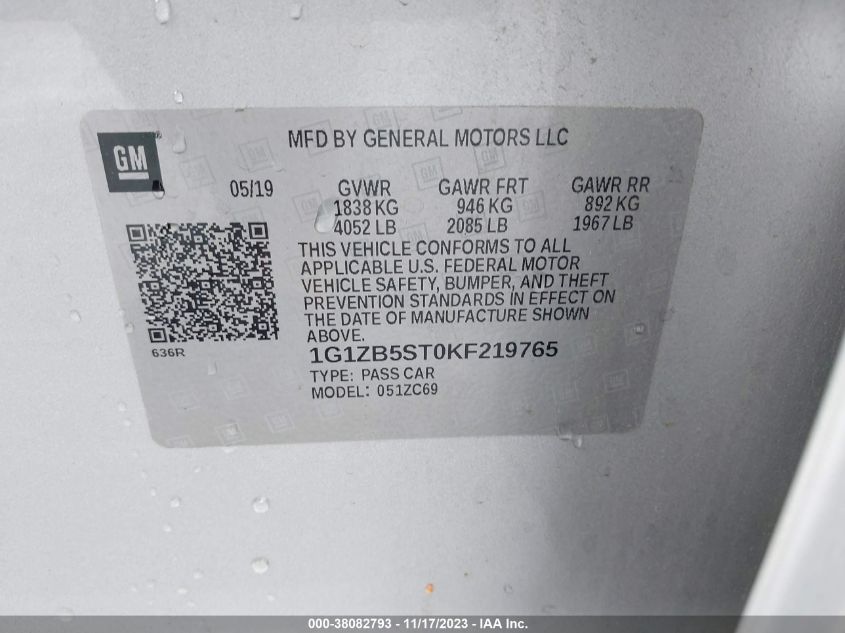 GM
MFD BY GENERAL MOTORS LLC
05/19 GVWR GAWR FRT GAWR RR
1838 KG 946 KG 892 KG
4052 LB 2085 LB 1967 LB
THIS VEHICLE CONFORMS TO ALL
APPLICABLE U.S. FEDERAL MOTOR
VEHICLE SAFETY, BUMPER, AND THEFT
PREVENTION STANDARDS IN EFFECT ON
THE DATE OF MANUFACTURE SHOWN
ABOVE.
636R
1G1ZB5ST0KF219765
TYPE: PASS CAR
MODEL: 051ZC69
000-38082793 - 11/17/2023 - IAAI Inc.